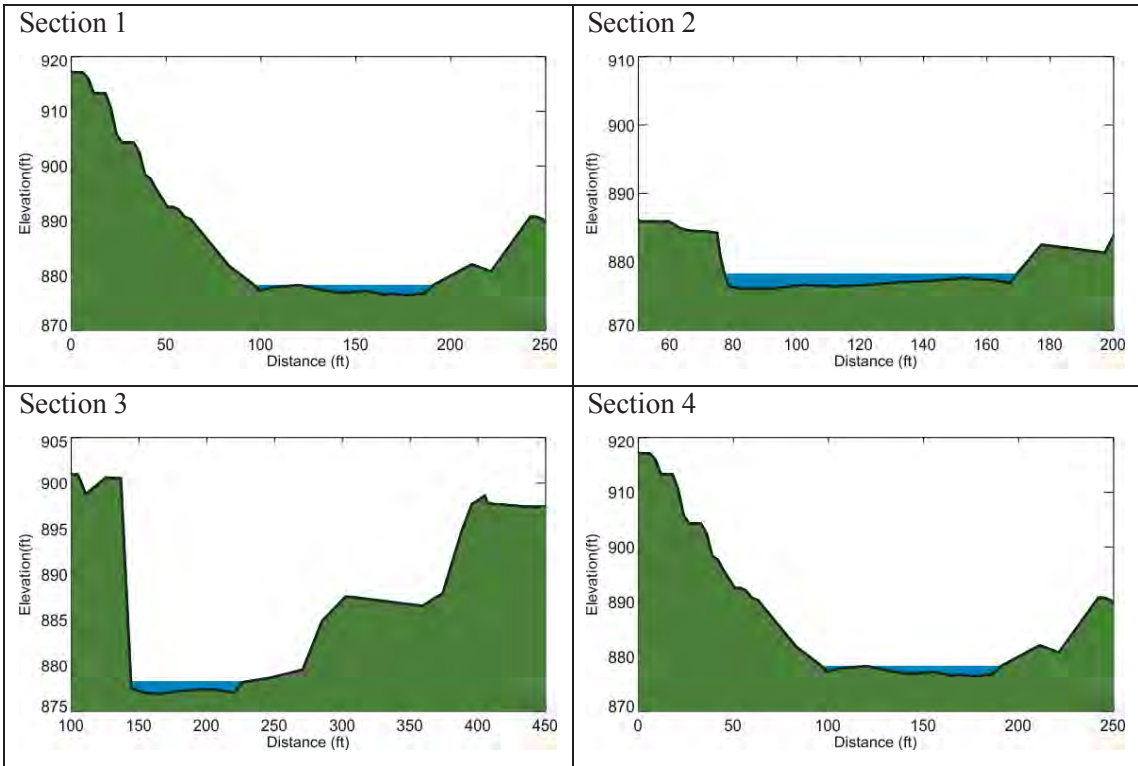 Section 1
920
910
900
890
880
870
Elevation(ft)
0 50 100 150 200 250
Distance (ft)
Section 2
910
900
890
880
870
Elevation(ft)
60 80 100 120 140 160 180 200
Distance (ft)
Section 3
905
900
895
890
885
880
875
Elevation(ft)
100 150 200 250 300 350 400 450
Distance (ft)
Section 4
920
910
900
890
880
870
Elevation(ft)
0 50 100 150 200 250
Distance (ft)